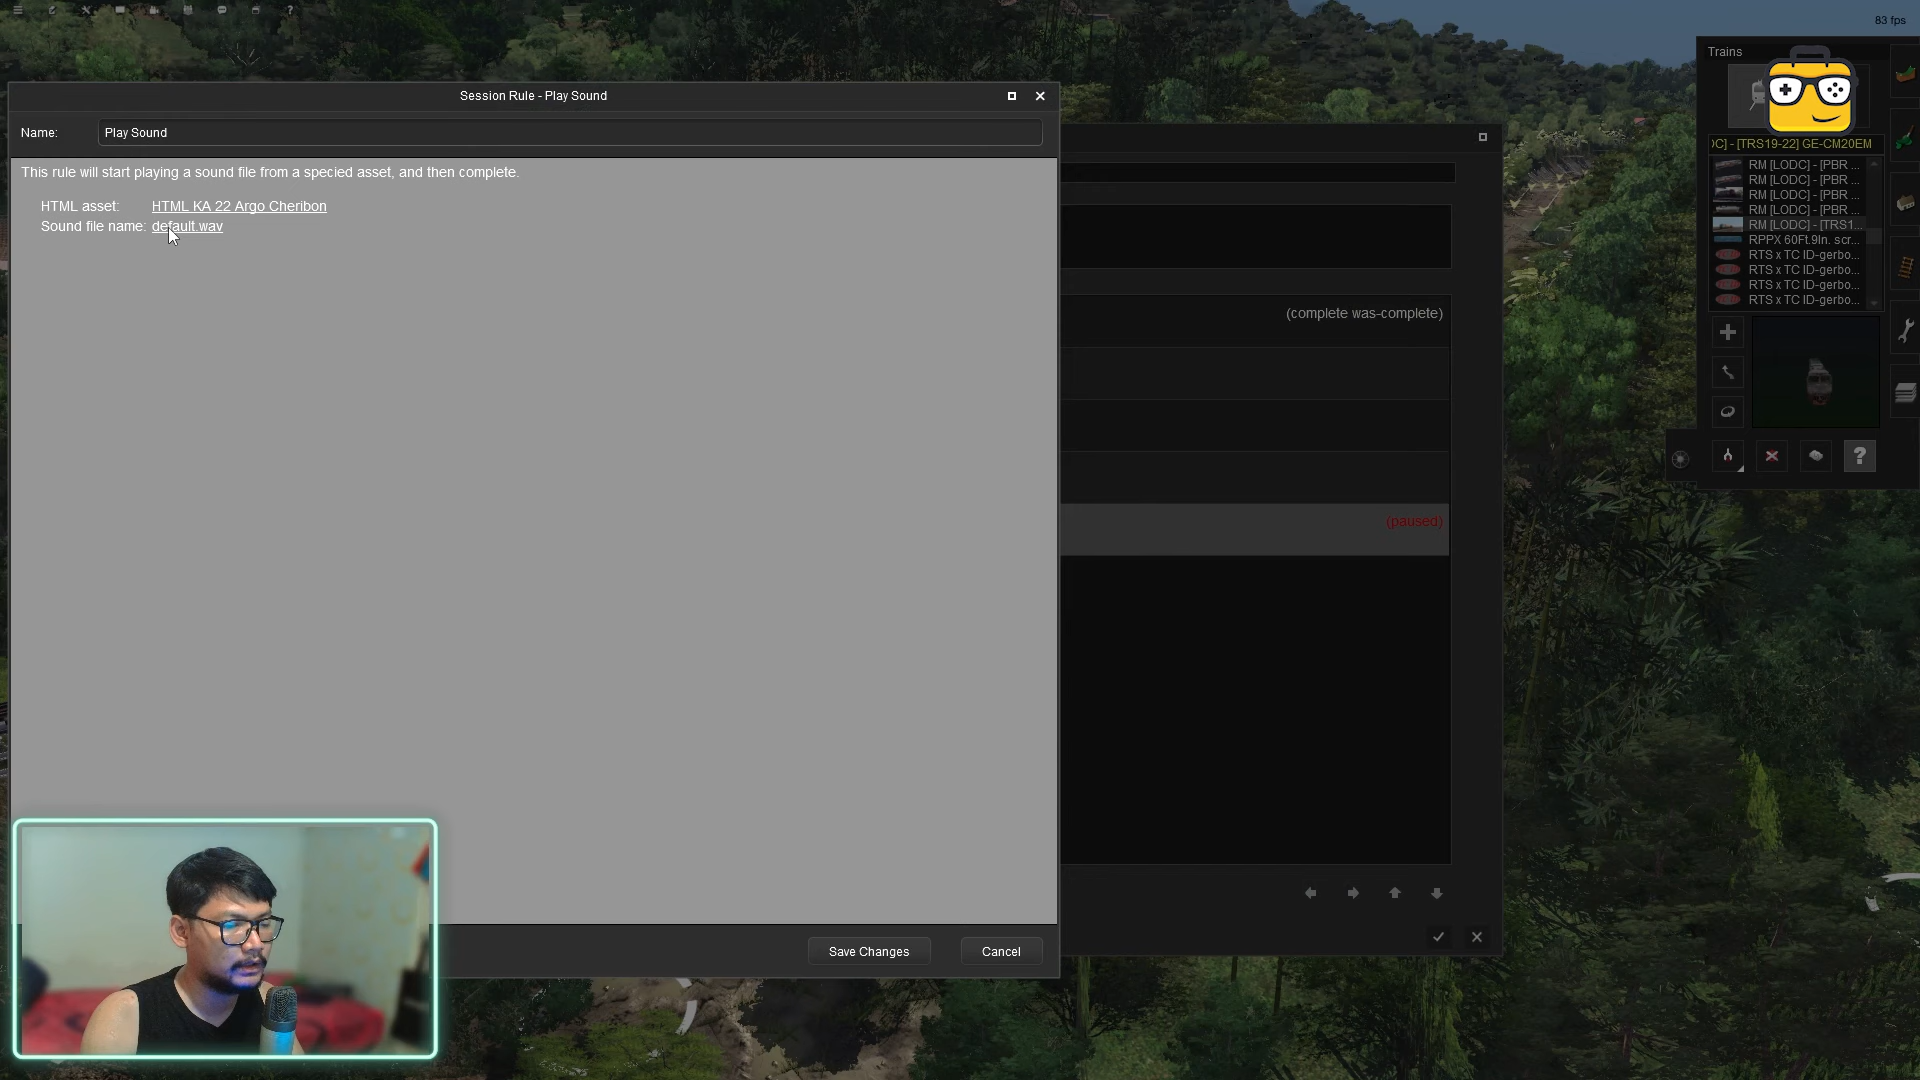 83 fps
Session Rule - Play Sound
Trains
Name:
Play Sound
)C] - [TRS19-22] GE-CM20EM
This rule will start playing a sound file from a specied asset, and then complete.
HTML asset: HTML KA 22 Argo Cheribon
Sound file name: default.wav
RM [LODC] - [PBR ...
RM [LODC] - [PBR ...
RM [LODC] - [PBR ...
RM [LODC] - [PBR ...
RM [LODC] - [TRS1...
RPPX 60Ft.9In. scr...
RTS x TC ID-gerbo...
RTS x TC ID-gerbo...
RTS x TC ID-gerbo...
RTS x TC ID-gerbo...
(complete was-complete)
(paused)
Save Changes
Cancel